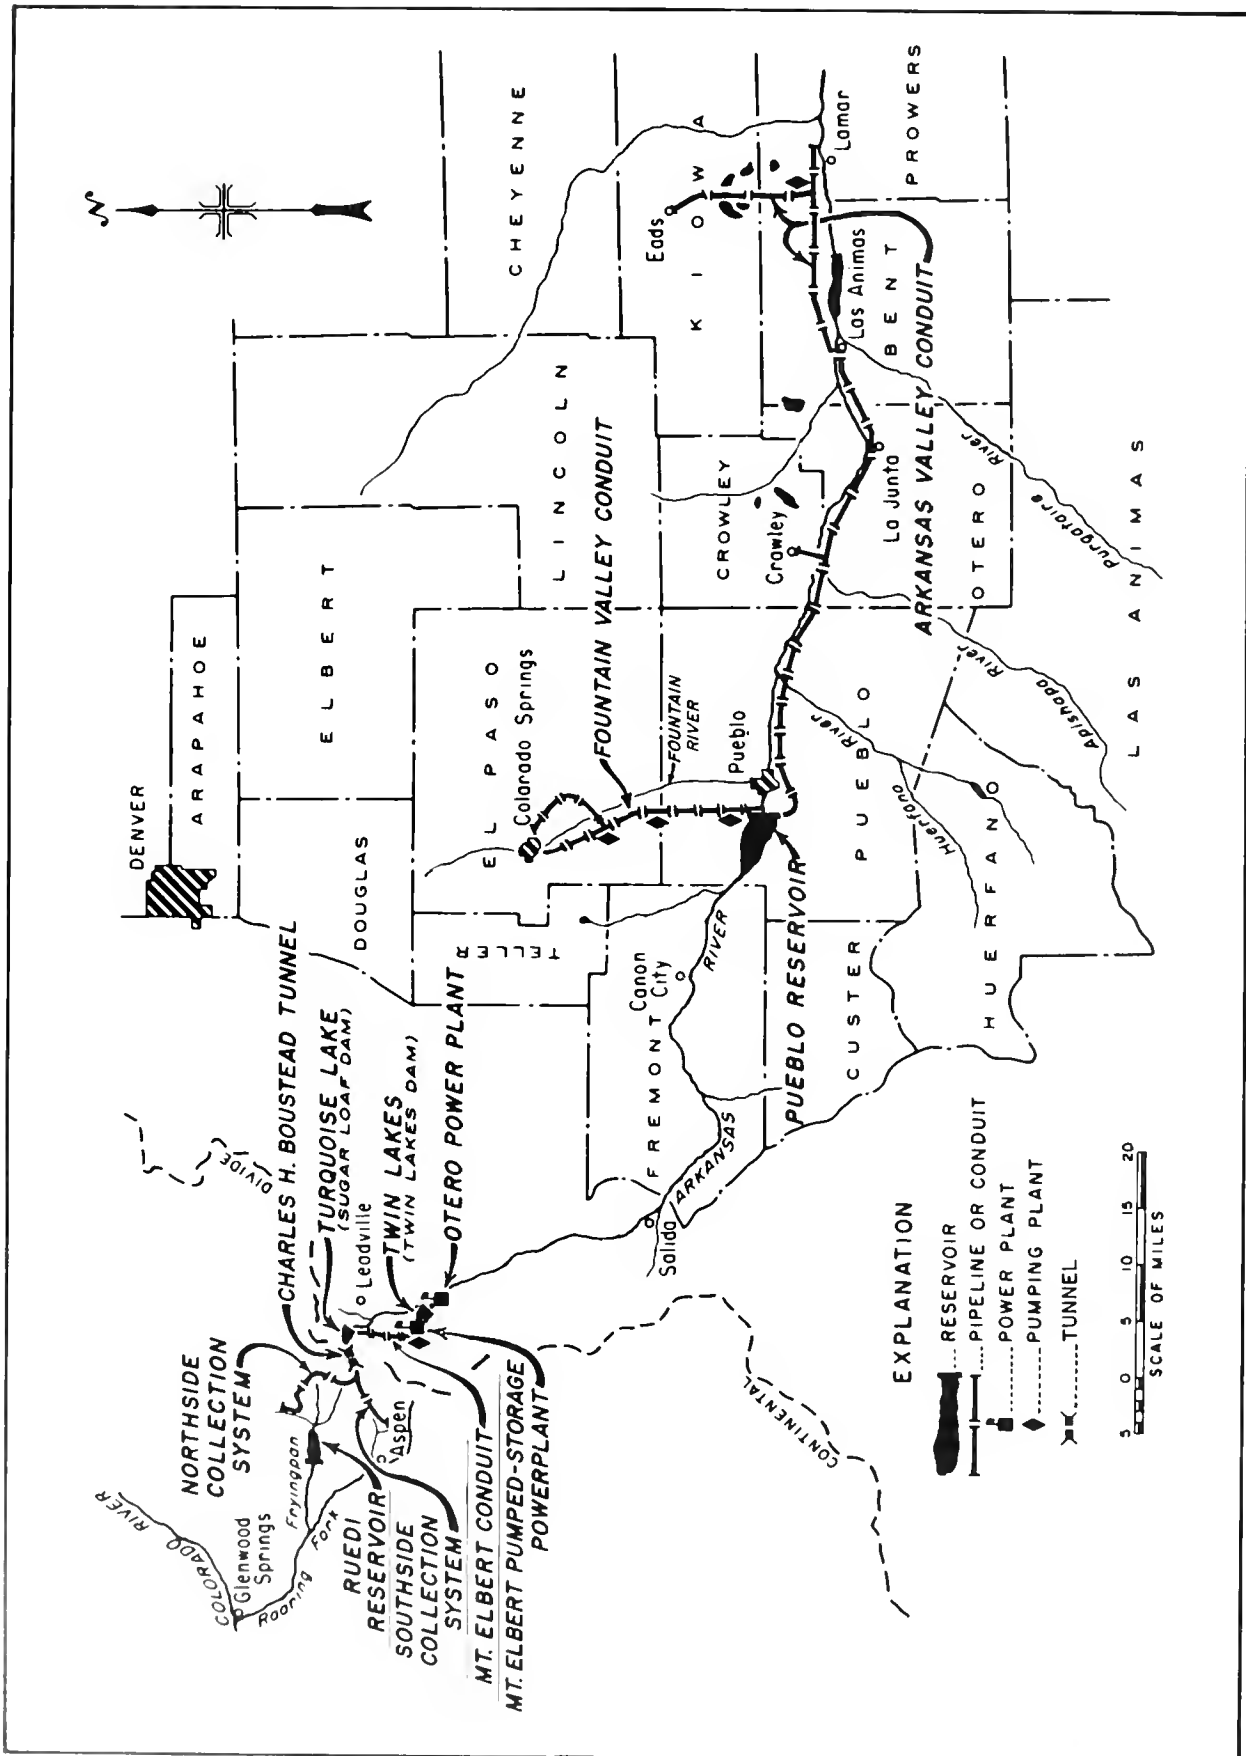 N
DENVER
ARAPAHOE
ELBERT
DOUGLAS
EL PASO
LINCOLN
CHEYENNE
KIOWA
TELLER
FREMONT
CUSTER
PUEBLO
HUERFANO
CROWLEY
OTERO
BENT
PROWERS
LAS ANIMAS
COLORADO
RIVER
Glenwood
Springs
Roaring
Fork
Fryingpan
NORTHSIDE
COLLECTION
SYSTEM
CHARLES H. BOUSTEAD TUNNEL
TURQUOISE LAKE
(SUGAR LOAF DAM)
Leadville
TWIN LAKES
(TWIN LAKES DAM)
OTERO POWER PLANT
RUEDI
RESERVOIR
SOUTHSIDE
COLLECTION
SYSTEM
Aspen
MT. ELBERT CONDUIT
MT. ELBERT PUMPED-STORAGE
POWERPLANT
CONTINENTAL
DIVIDE
Salida
ARKANSAS
RIVER
Canon
City
PUEBLO RESERVOIR
Colorado Springs
FOUNTAIN VALLEY CONDUIT
FOUNTAIN
RIVER
Pueblo
Huerfano
River
Apishapa
River
Purgatoire
River
Crowley
La Junta
Las Animas
Eads
Lamar
ARKANSAS VALLEY CONDUIT
EXPLANATION
RESERVOIR
PIPELINE OR CONDUIT
POWER PLANT
PUMPING PLANT
TUNNEL
5 0 5 10 15 20
SCALE OF MILES